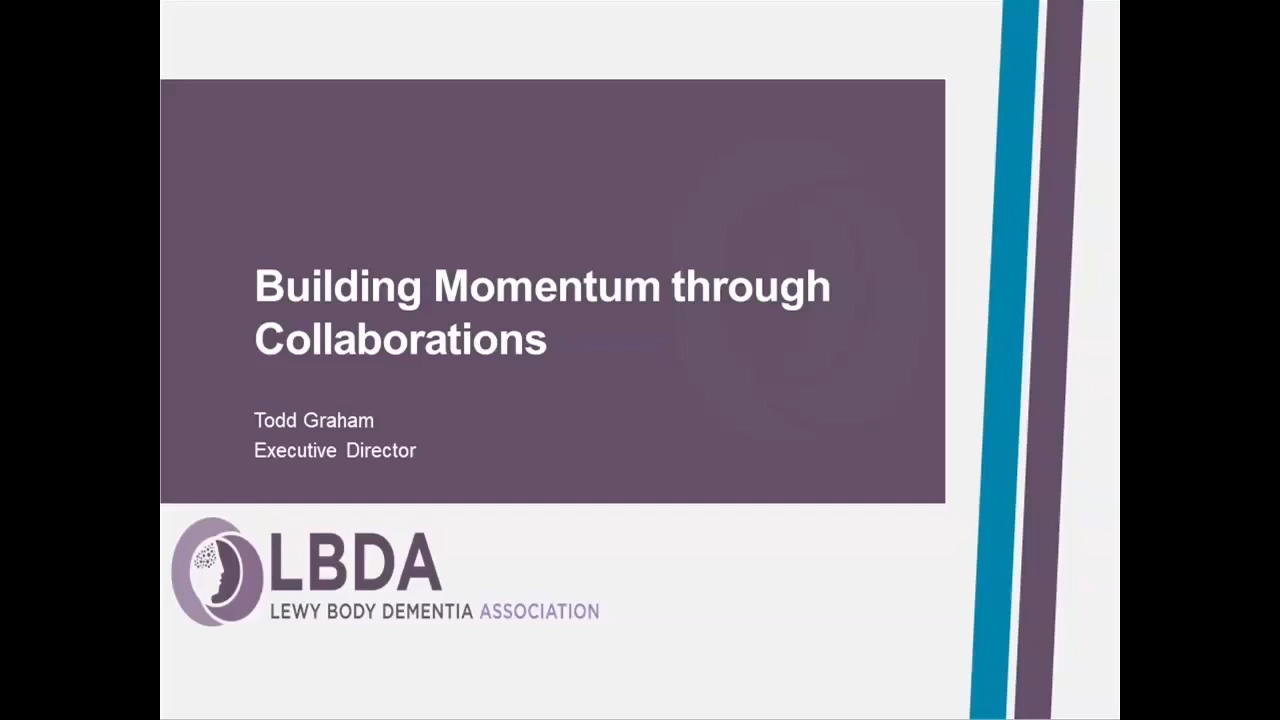 Building Momentum through
Collaborations
Todd Graham
Executive Director
LBDA
LEWY BODY DEMENTIA ASSOCIATION